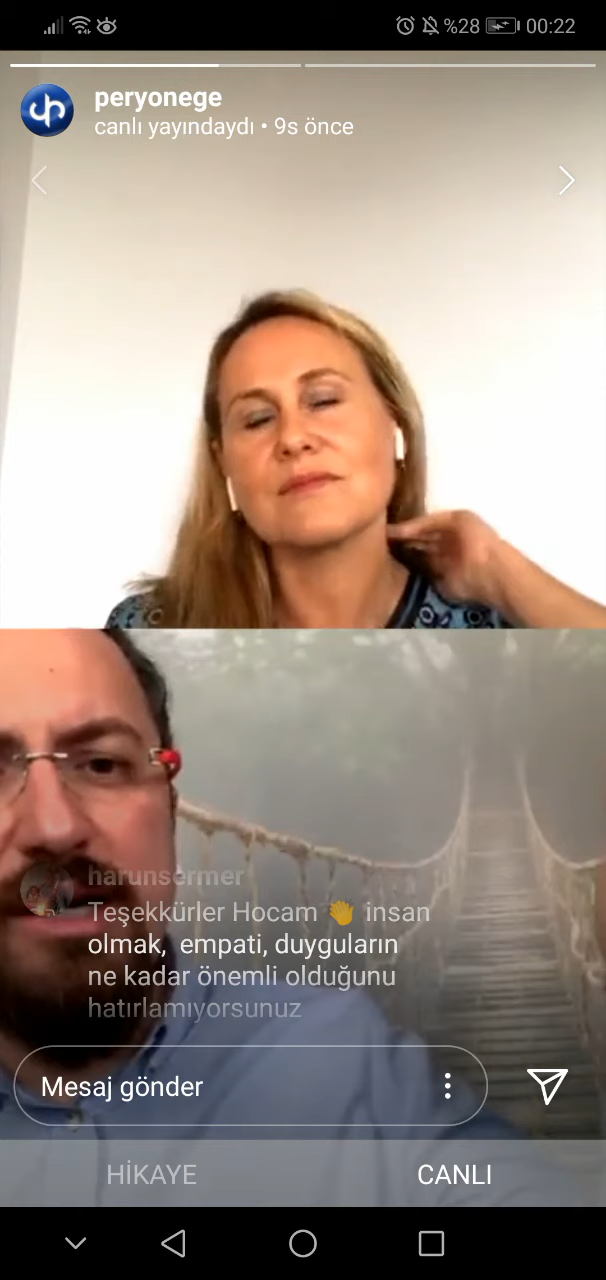 %28 00:22
peryonege
canlı yayındaydı • 9s önce
harunsermer
Teşekkürler Hocam 👏 insan
olmak, empati, duyguların
ne kadar önemli olduğunu
hatırlamıyorsunuz
Mesaj gönder
HİKAYE CANLI